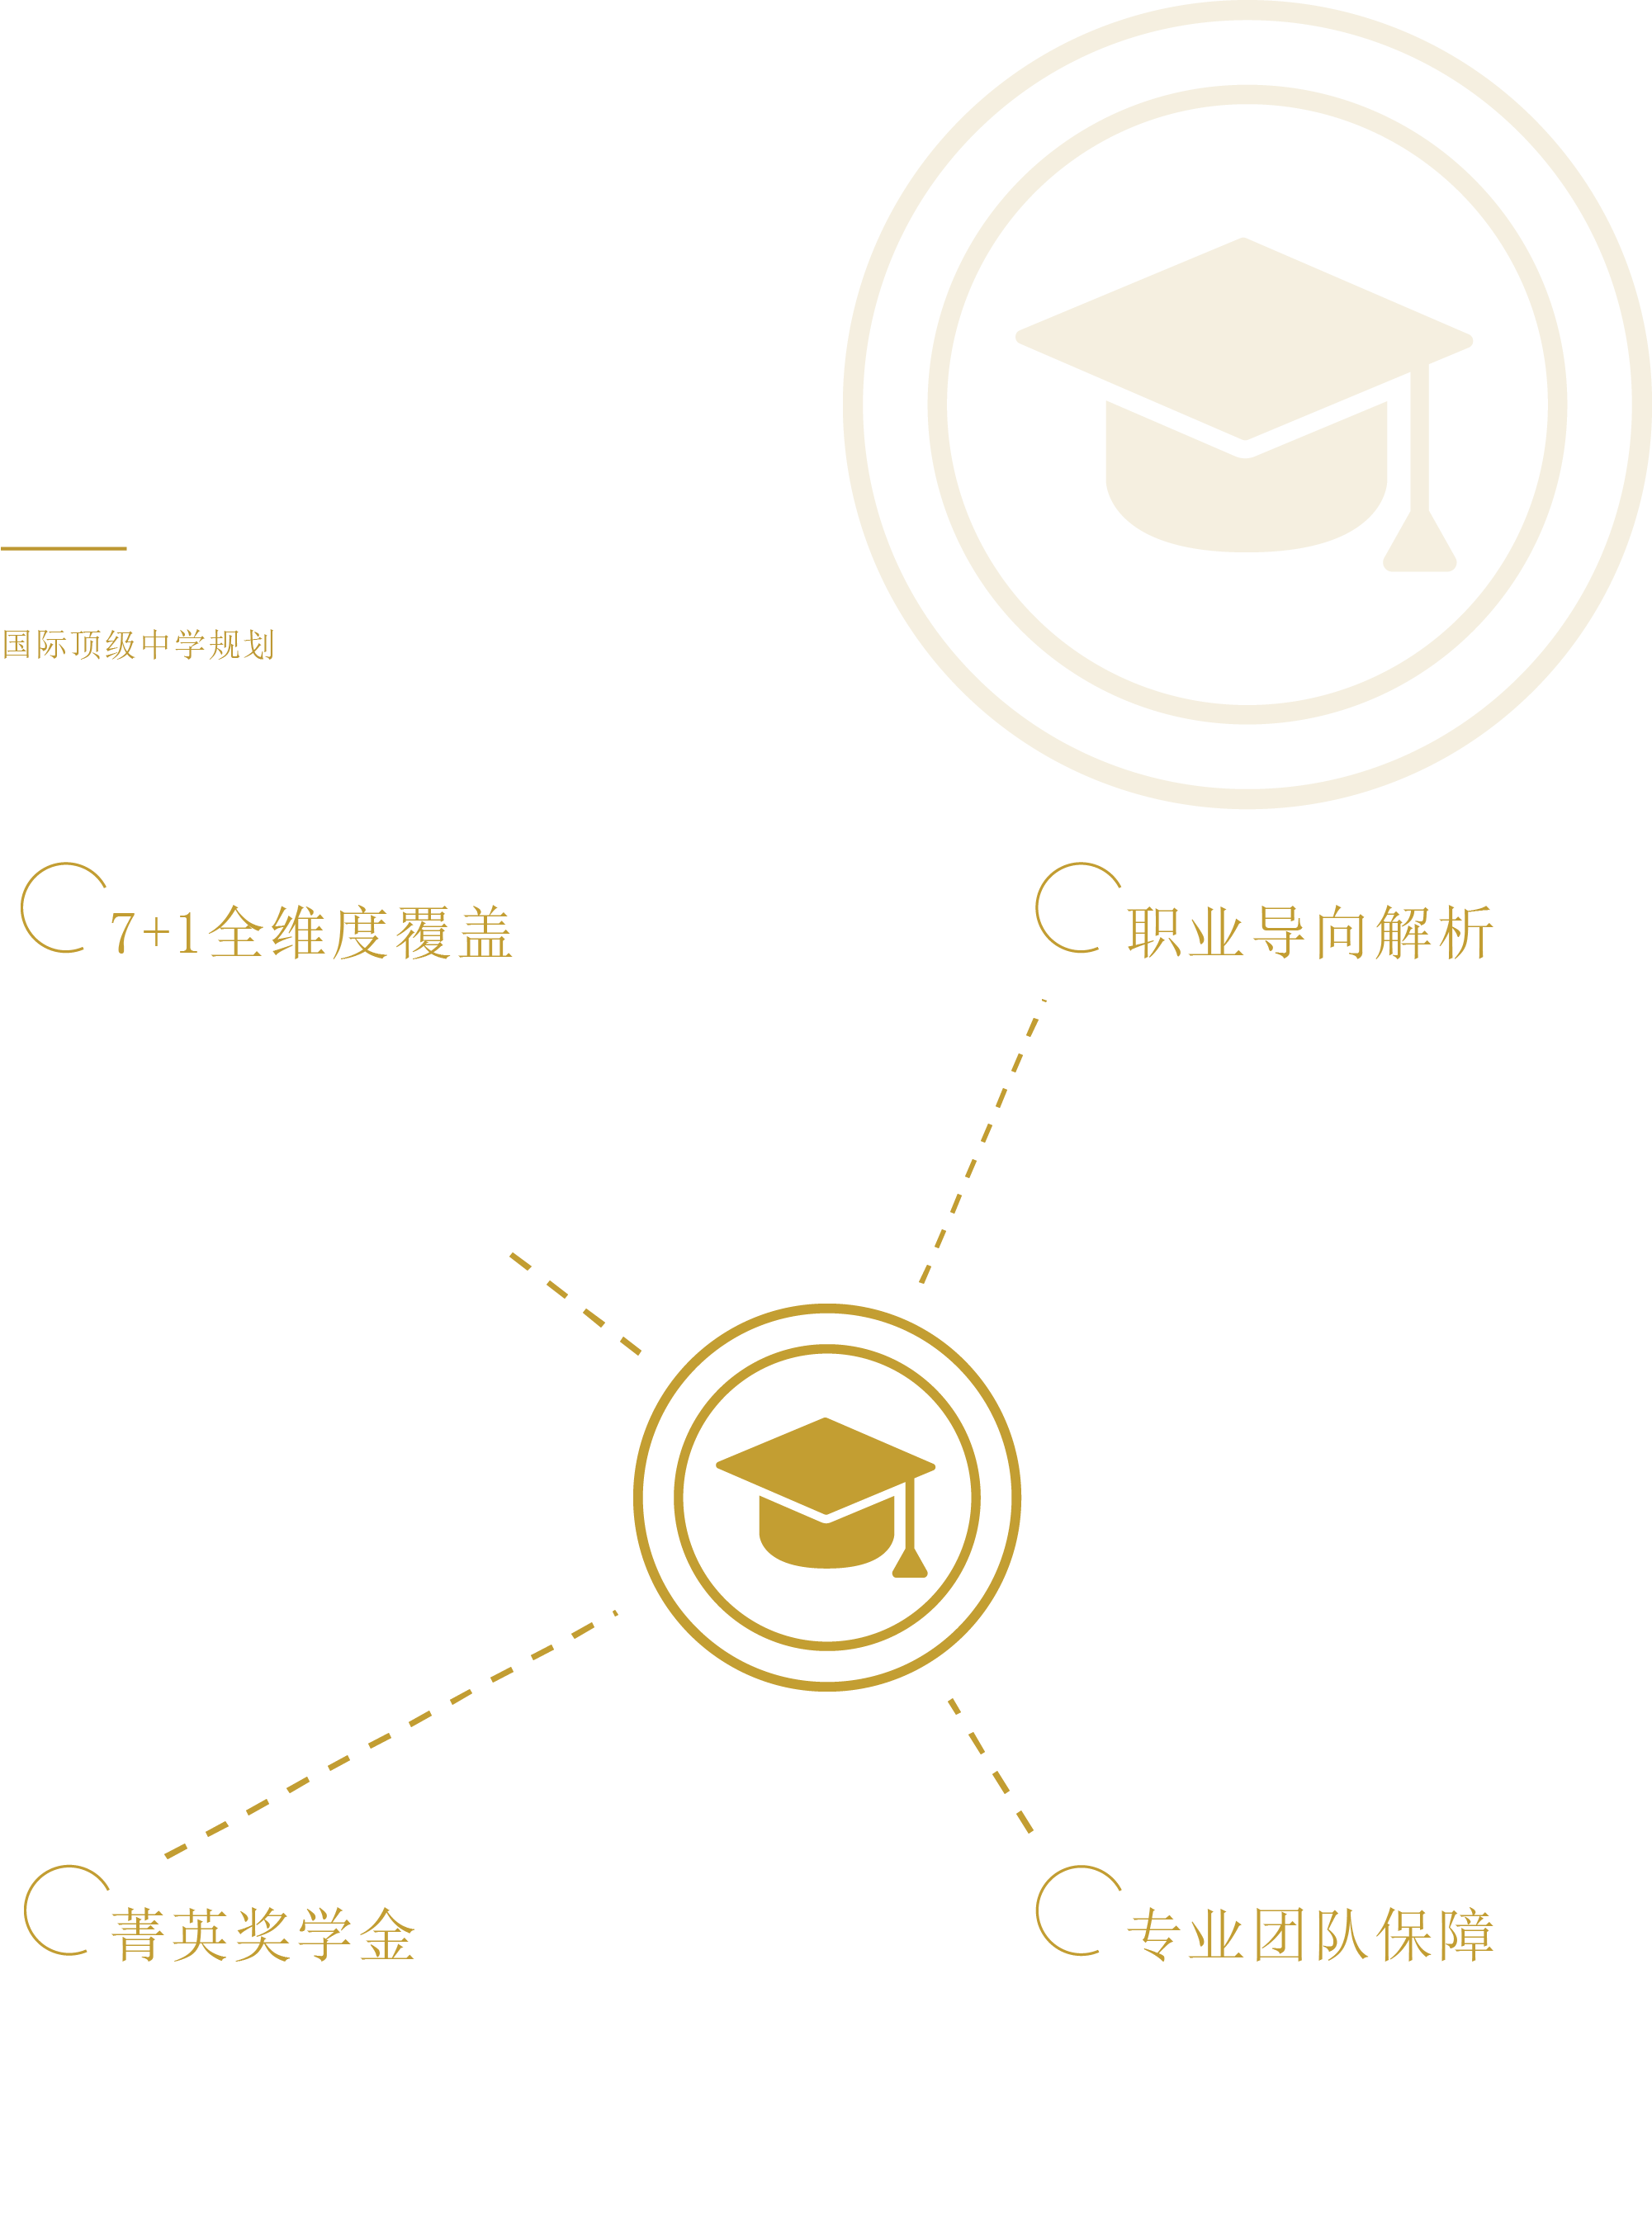 国际顶级中学规划
7+1全维度覆盖
职业导向解析
菁英奖学金
专业团队保障